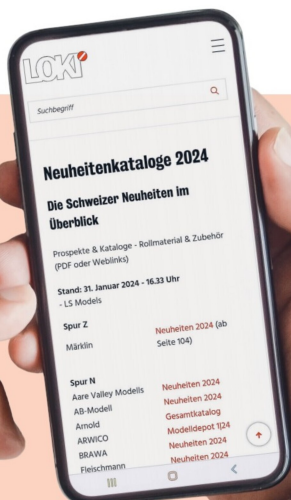 LOKI
Suchbegriff
Neuheitenkataloge 2024
Die Schweizer Neuheiten im
Überblick
Prospekte & Kataloge - Rollmaterial & Zubehör
(PDF oder Weblinks)
Stand: 31. Januar 2024 - 16.33 Uhr
- LS Models
Spur Z
Märklin Neuheiten 2024 (ab
Seite 104)
Spur N
Aare Valley Modells Neuheiten 2024
AB-Modell Neuheiten 2024
Arnold Gesamtkatalog
ARWICO Modelldepot 1|24
BRAWA Neuheiten 2024
Fleischmann Neuheiten 2024